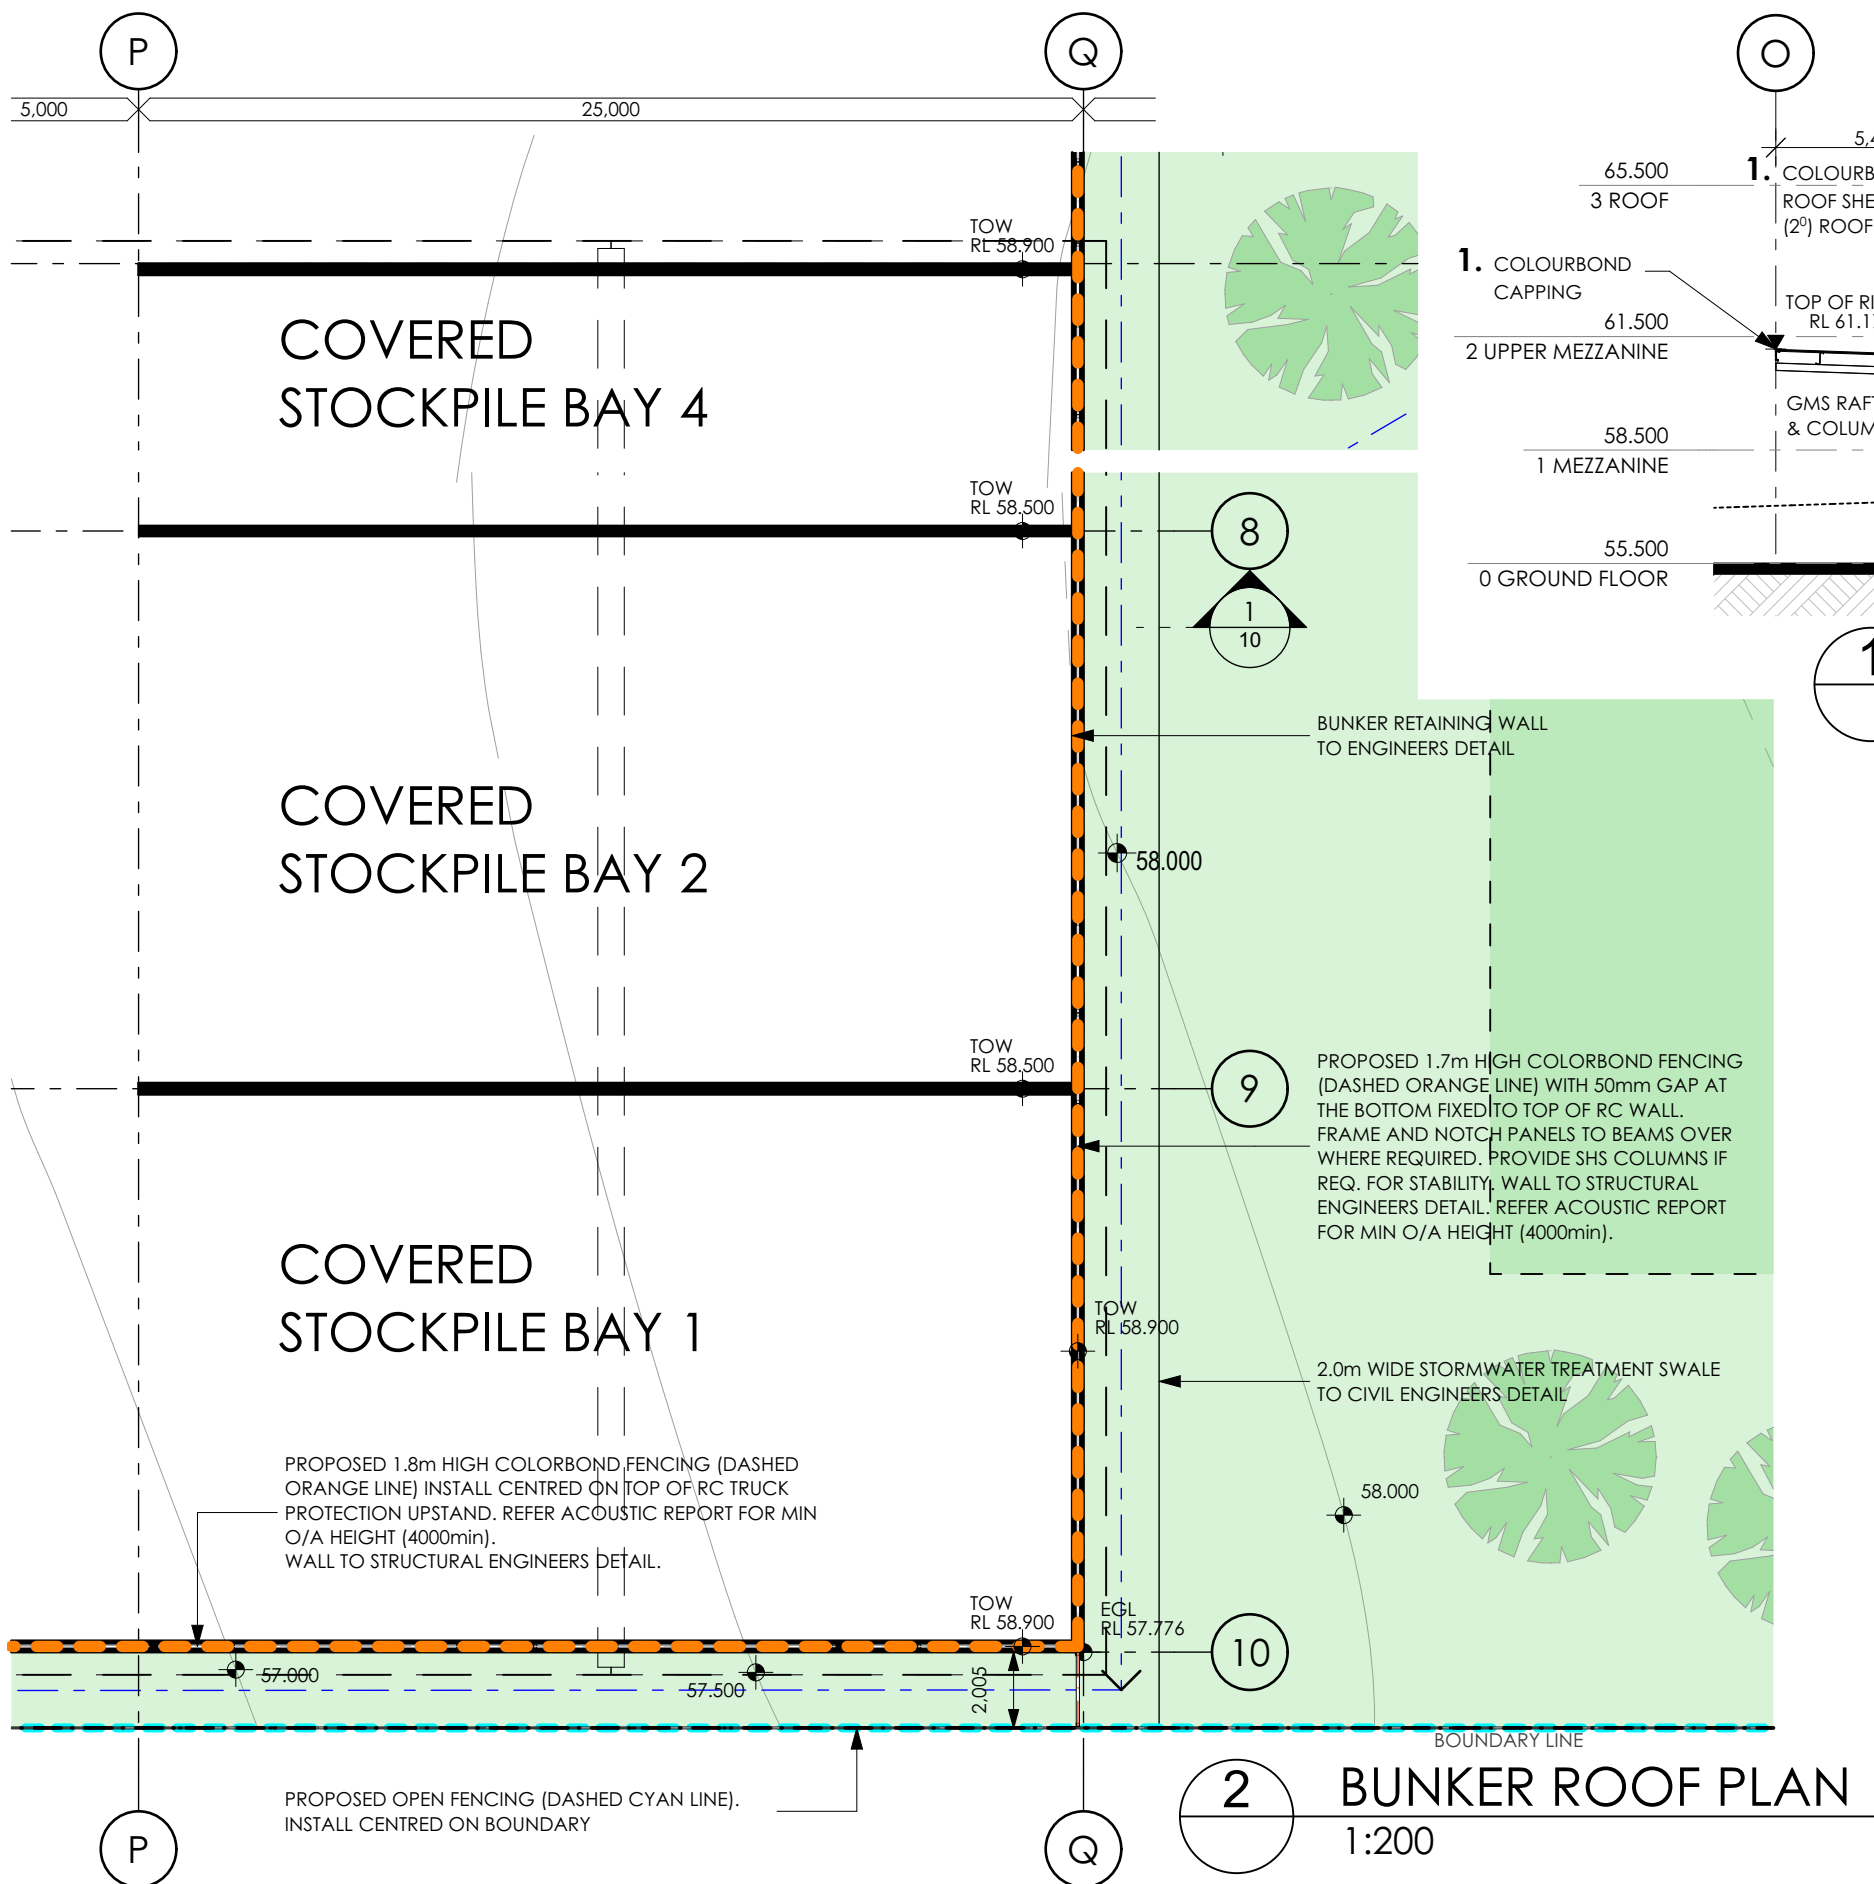 P
Q
O
5,000
25,000
TOW
RL 58.900
COVERED
STOCKPILE BAY 4
TOW
RL 58.500
8
1
10
COVERED
STOCKPILE BAY 2
BUNKER RETAINING WALL
TO ENGINEERS DETAIL
58.000
TOW
RL 58.500
9
PROPOSED 1.7m HIGH COLORBOND FENCING
(DASHED ORANGE LINE) WITH 50mm GAP AT
THE BOTTOM FIXED TO TOP OF RC WALL.
FRAME AND NOTCH PANELS TO BEAMS OVER
WHERE REQUIRED. PROVIDE SHS COLUMNS IF
REQ. FOR STABILITY. WALL TO STRUCTURAL
ENGINEERS DETAIL. REFER ACOUSTIC REPORT
FOR MIN O/A HEIGHT (4000min).
COVERED
STOCKPILE BAY 1
TOW
RL 58.900
2.0m WIDE STORMWATER TREATMENT SWALE
TO CIVIL ENGINEERS DETAIL
58.000
PROPOSED 1.8m HIGH COLORBOND FENCING (DASHED
ORANGE LINE) INSTALL CENTRED ON TOP OF RC TRUCK
PROTECTION UPSTAND. REFER ACOUSTIC REPORT FOR MIN
O/A HEIGHT (4000min).
WALL TO STRUCTURAL ENGINEERS DETAIL.
TOW
RL 58.900
EGL
RL 57.776
10
57.000
57.500
2,005
BOUNDARY LINE
PROPOSED OPEN FENCING (DASHED CYAN LINE).
INSTALL CENTRED ON BOUNDARY
P
Q
2
BUNKER ROOF PLAN
1:200
65.500
3 ROOF
1. COLOURBOND
CAPPING
61.500
2 UPPER MEZZANINE
58.500
1 MEZZANINE
55.500
0 GROUND FLOOR
1.
(2⁰) ROOF
TOP OF
RL
GMS
&
1